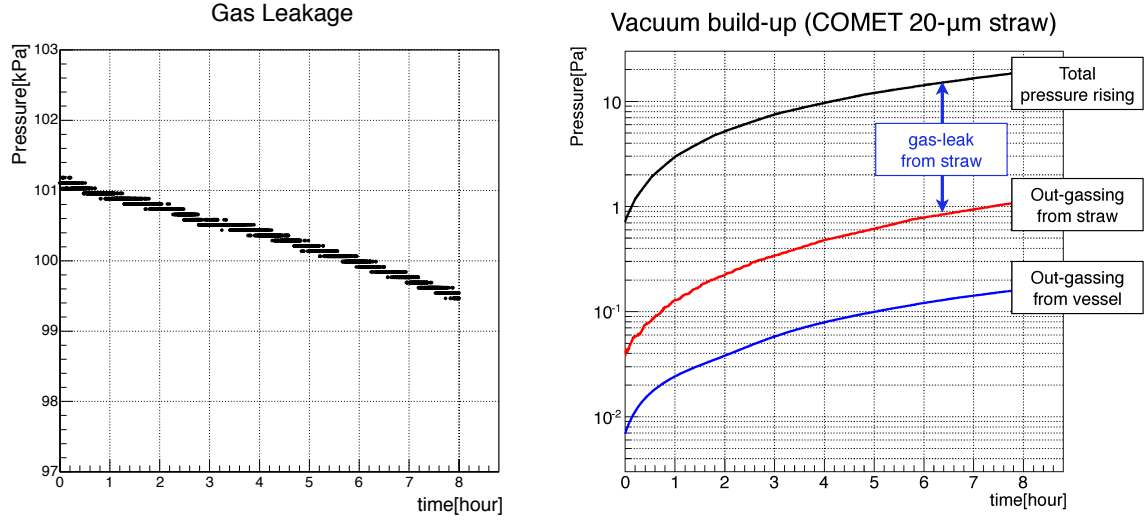 Gas Leakage
Pressure[kPa]
103
102
101
100
99
98
97
0 1 2 3 4 5 6 7 8
time[hour]
Vacuum build-up (COMET 20-μm straw)
Pressure[Pa]
10
1
10⁻¹
10⁻²
0 1 2 3 4 5 6 7 8
time[hour]
Total
pressure rising
gas-leak
from straw
Out-gassing
from straw
Out-gassing
from vessel